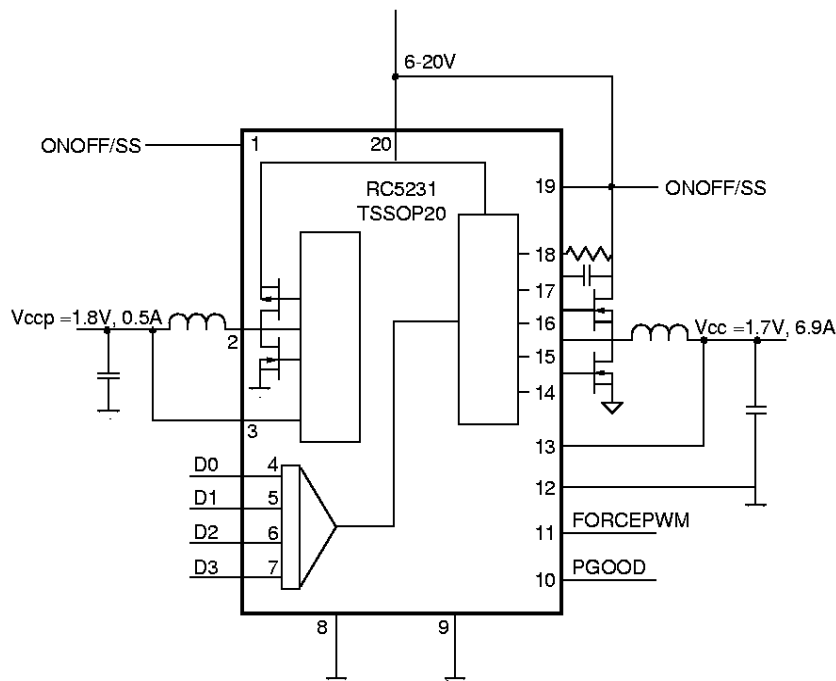 6-20V
ONOFF/SS
1
20
RC5231
TSSOP20
19
ONOFF/SS
18
17
Vccp =1.8V, 0.5A
2
16
Vcc = 1.7V, 6.9A
15
14
3
13
D0
4
12
D1
5
D2
6
11
FORCEPWM
D3
7
10
PGOOD
8
9